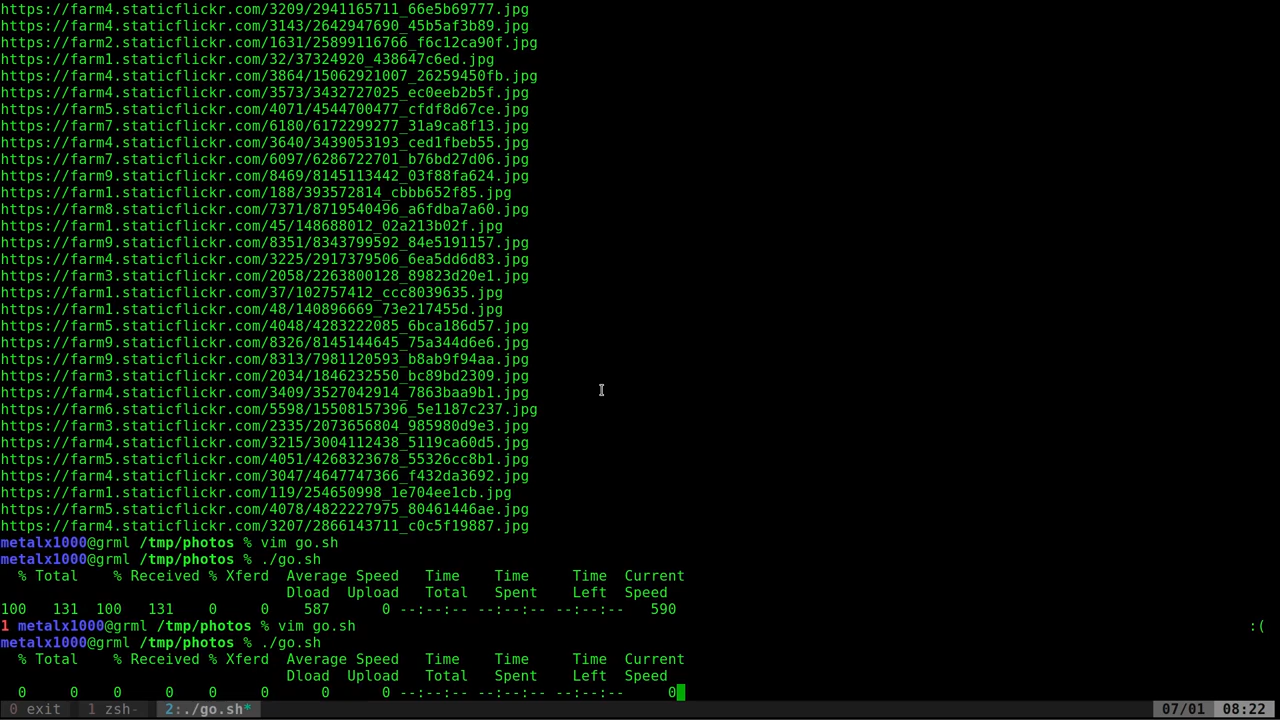 https://farm4.staticflickr.com/3209/2941165711_66e5b69777.jpg
https://farm4.staticflickr.com/3143/2642947690_45b5af3b89.jpg
https://farm2.staticflickr.com/1631/25899116766_f6c12ca90f.jpg
https://farm1.staticflickr.com/32/37324920_438647c6ed.jpg
https://farm4.staticflickr.com/3864/15062921007_26259450fb.jpg
https://farm4.staticflickr.com/3573/3432727025_ec0eeb2b5f.jpg
https://farm5.staticflickr.com/4071/4544700477_cfdf8d67ce.jpg
https://farm7.staticflickr.com/6180/6172299277_31a9ca8f13.jpg
https://farm4.staticflickr.com/3640/3439053193_ced1fbeb55.jpg
https://farm7.staticflickr.com/6097/6286722701_b76bd27d06.jpg
https://farm9.staticflickr.com/8469/8145113442_03f88fa624.jpg
https://farm1.staticflickr.com/188/393572814_cbbb652f85.jpg
https://farm8.staticflickr.com/7371/8719540496_a6fdba7a60.jpg
https://farm1.staticflickr.com/45/148688012_02a213b02f.jpg
https://farm9.staticflickr.com/8351/8343799592_84e5191157.jpg
https://farm4.staticflickr.com/3225/2917379506_6ea5dd6d83.jpg
https://farm3.staticflickr.com/2058/2263800128_89823d20e1.jpg
https://farm1.staticflickr.com/37/102757412_ccc8039635.jpg
https://farm1.staticflickr.com/48/140896669_73e217455d.jpg
https://farm5.staticflickr.com/4048/4283222085_6bca186d57.jpg
https://farm9.staticflickr.com/8326/8145144645_75a344d6e6.jpg
https://farm9.staticflickr.com/8313/7981120593_b8ab9f94aa.jpg
https://farm3.staticflickr.com/2034/1846232550_bc89bd2309.jpg
https://farm4.staticflickr.com/3409/3527042914_7863baa9b1.jpg
https://farm6.staticflickr.com/5598/15508157396_5e1187c237.jpg
https://farm3.staticflickr.com/2335/2073656804_985980d9e3.jpg
https://farm4.staticflickr.com/3215/3004112438_5119ca60d5.jpg
https://farm5.staticflickr.com/4051/4268323678_55326cc8b1.jpg
https://farm4.staticflickr.com/3047/4647747366_f432da3692.jpg
https://farm1.staticflickr.com/119/254650998_1e704ee1cb.jpg
https://farm5.staticflickr.com/4078/4822227975_80461446ae.jpg
https://farm4.staticflickr.com/3207/2866143711_c0c5f19887.jpg
metalx1000@grml /tmp/photos % vim go.sh
metalx1000@grml /tmp/photos % ./go.sh
  % Total    % Received % Xferd  Average Speed   Time    Time     Time  Current
                                 Dload  Upload   Total   Spent    Left  Speed
100   131  100   131    0     0    587      0 --:--:-- --:--:-- --:--:--   590
1 metalx1000@grml /tmp/photos % vim go.sh :(
metalx1000@grml /tmp/photos % ./go.sh
  % Total    % Received % Xferd  Average Speed   Time    Time     Time  Current
                                 Dload  Upload   Total   Spent    Left  Speed
  0     0    0     0    0     0      0      0 --:--:-- --:--:-- --:--:--     0
0 exit  1 zsh-  2:./go.sh* 07/01 08:22